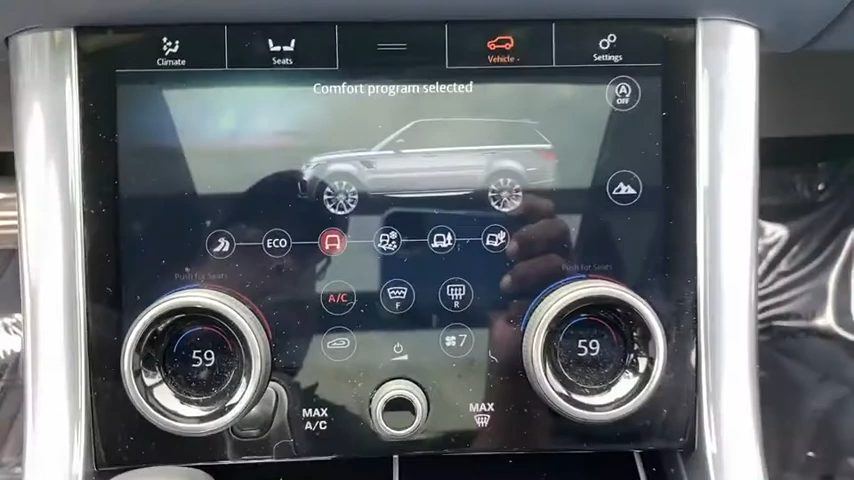 Climate
Seats
Vehicle
Settings
Comfort program selected
A
OFF
ECO
Push for Seats
Push for Seats
A/C
F
R
7
59
59
MAX
A/C
MAX